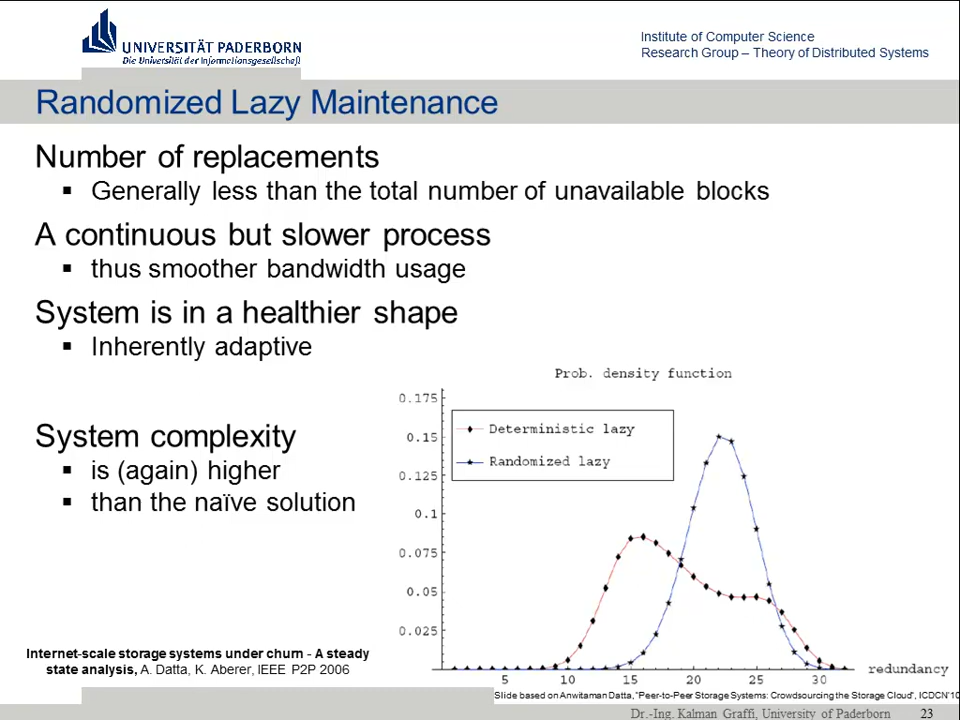 UNIVERSITÄT PADERBORN
Die Universität der Informationsgesellschaft
Institute of Computer Science
Research Group – Theory of Distributed Systems
Randomized Lazy Maintenance
Number of replacements
▪ Generally less than the total number of unavailable blocks
A continuous but slower process
▪ thus smoother bandwidth usage
System is in a healthier shape
▪ Inherently adaptive
System complexity
▪ is (again) higher
▪ than the naïve solution
Prob. density function
0.175
0.15
0.125
0.1
0.075
0.05
0.025
Deterministic lazy
Randomized lazy
5 10 15 20 25 30
redundancy
Internet-scale storage systems under churn - A steady
state analysis, A. Datta, K. Aberer, IEEE P2P 2006
Slide based on Anwitaman Datta, "Peer-to-Peer Storage Systems: Crowdsourcing the Storage Cloud", ICDCN'10
Dr.-Ing. Kalman Graffi, University of Paderborn 23